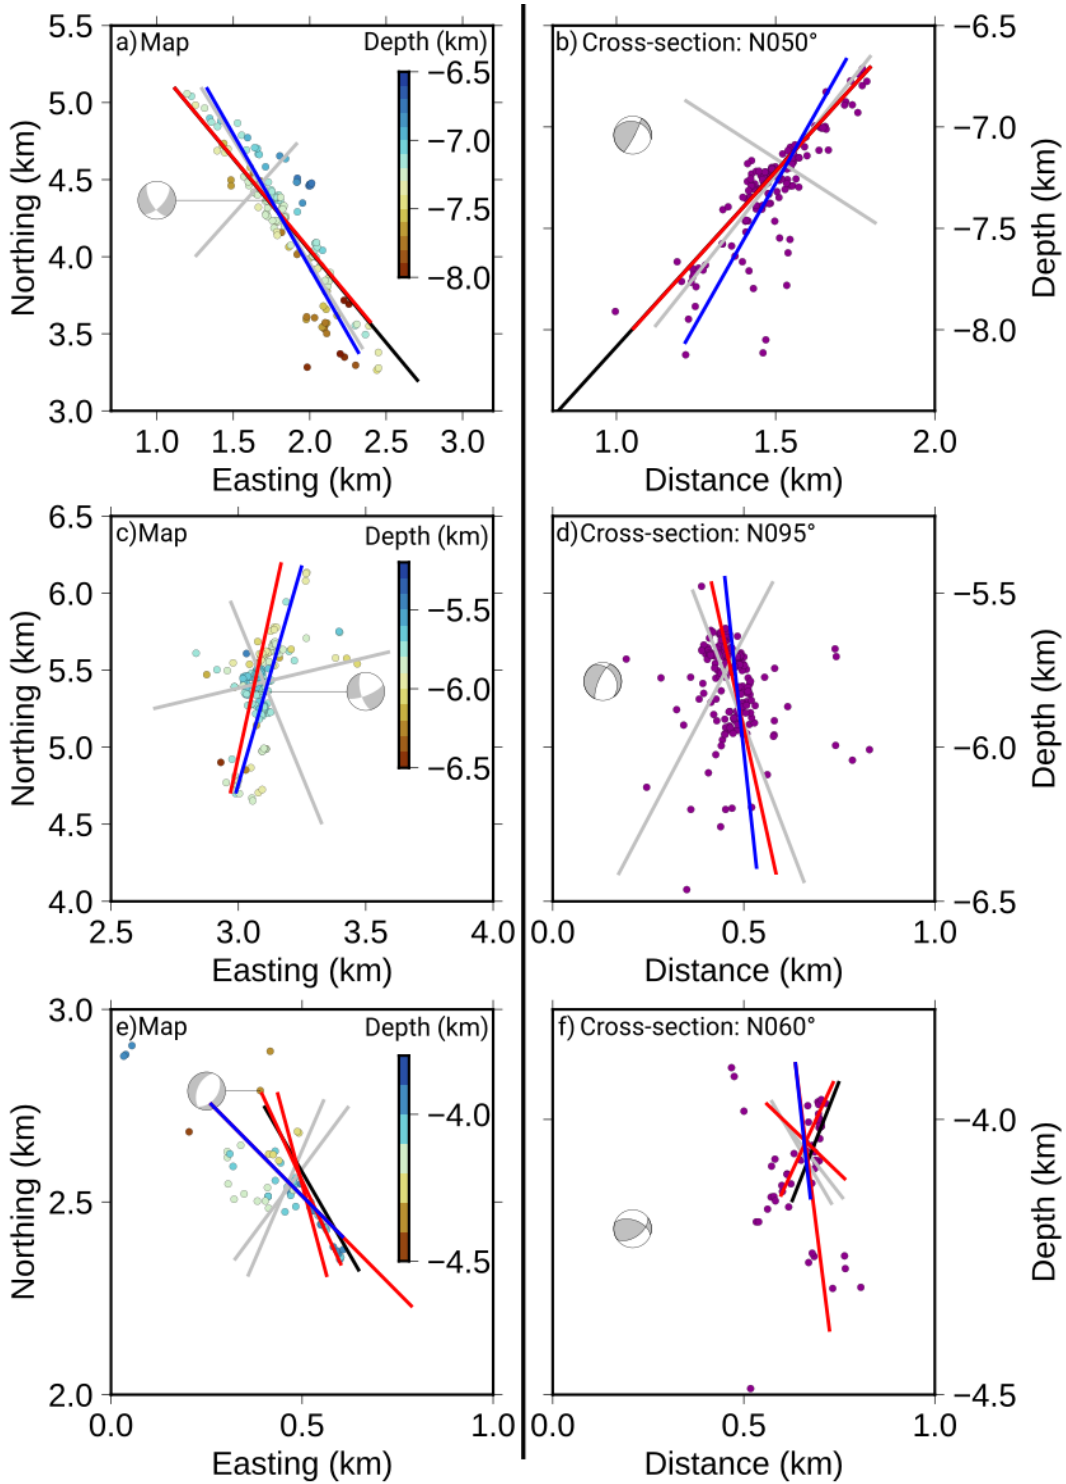 a) Map
Depth (km)
5.5
5.0
4.5
4.0
3.5
3.0
Northing (km)
−6.5
−7.0
−7.5
−8.0
1.0 1.5 2.0 2.5 3.0
Easting (km)
b) Cross-section: N050°
−6.5
−7.0
−7.5
−8.0
Depth (km)
1.0 1.5 2.0
Distance (km)
c) Map
Depth (km)
6.5
6.0
5.5
5.0
4.5
4.0
Northing (km)
−5.5
−6.0
−6.5
2.5 3.0 3.5 4.0
Easting (km)
d) Cross-section: N095°
−5.5
−6.0
−6.5
Depth (km)
0.0 0.5 1.0
Distance (km)
e) Map
Depth (km)
3.0
2.5
2.0
Northing (km)
−4.0
−4.5
0.0 0.5 1.0
Easting (km)
f) Cross-section: N060°
−4.0
−4.5
Depth (km)
0.0 0.5 1.0
Distance (km)